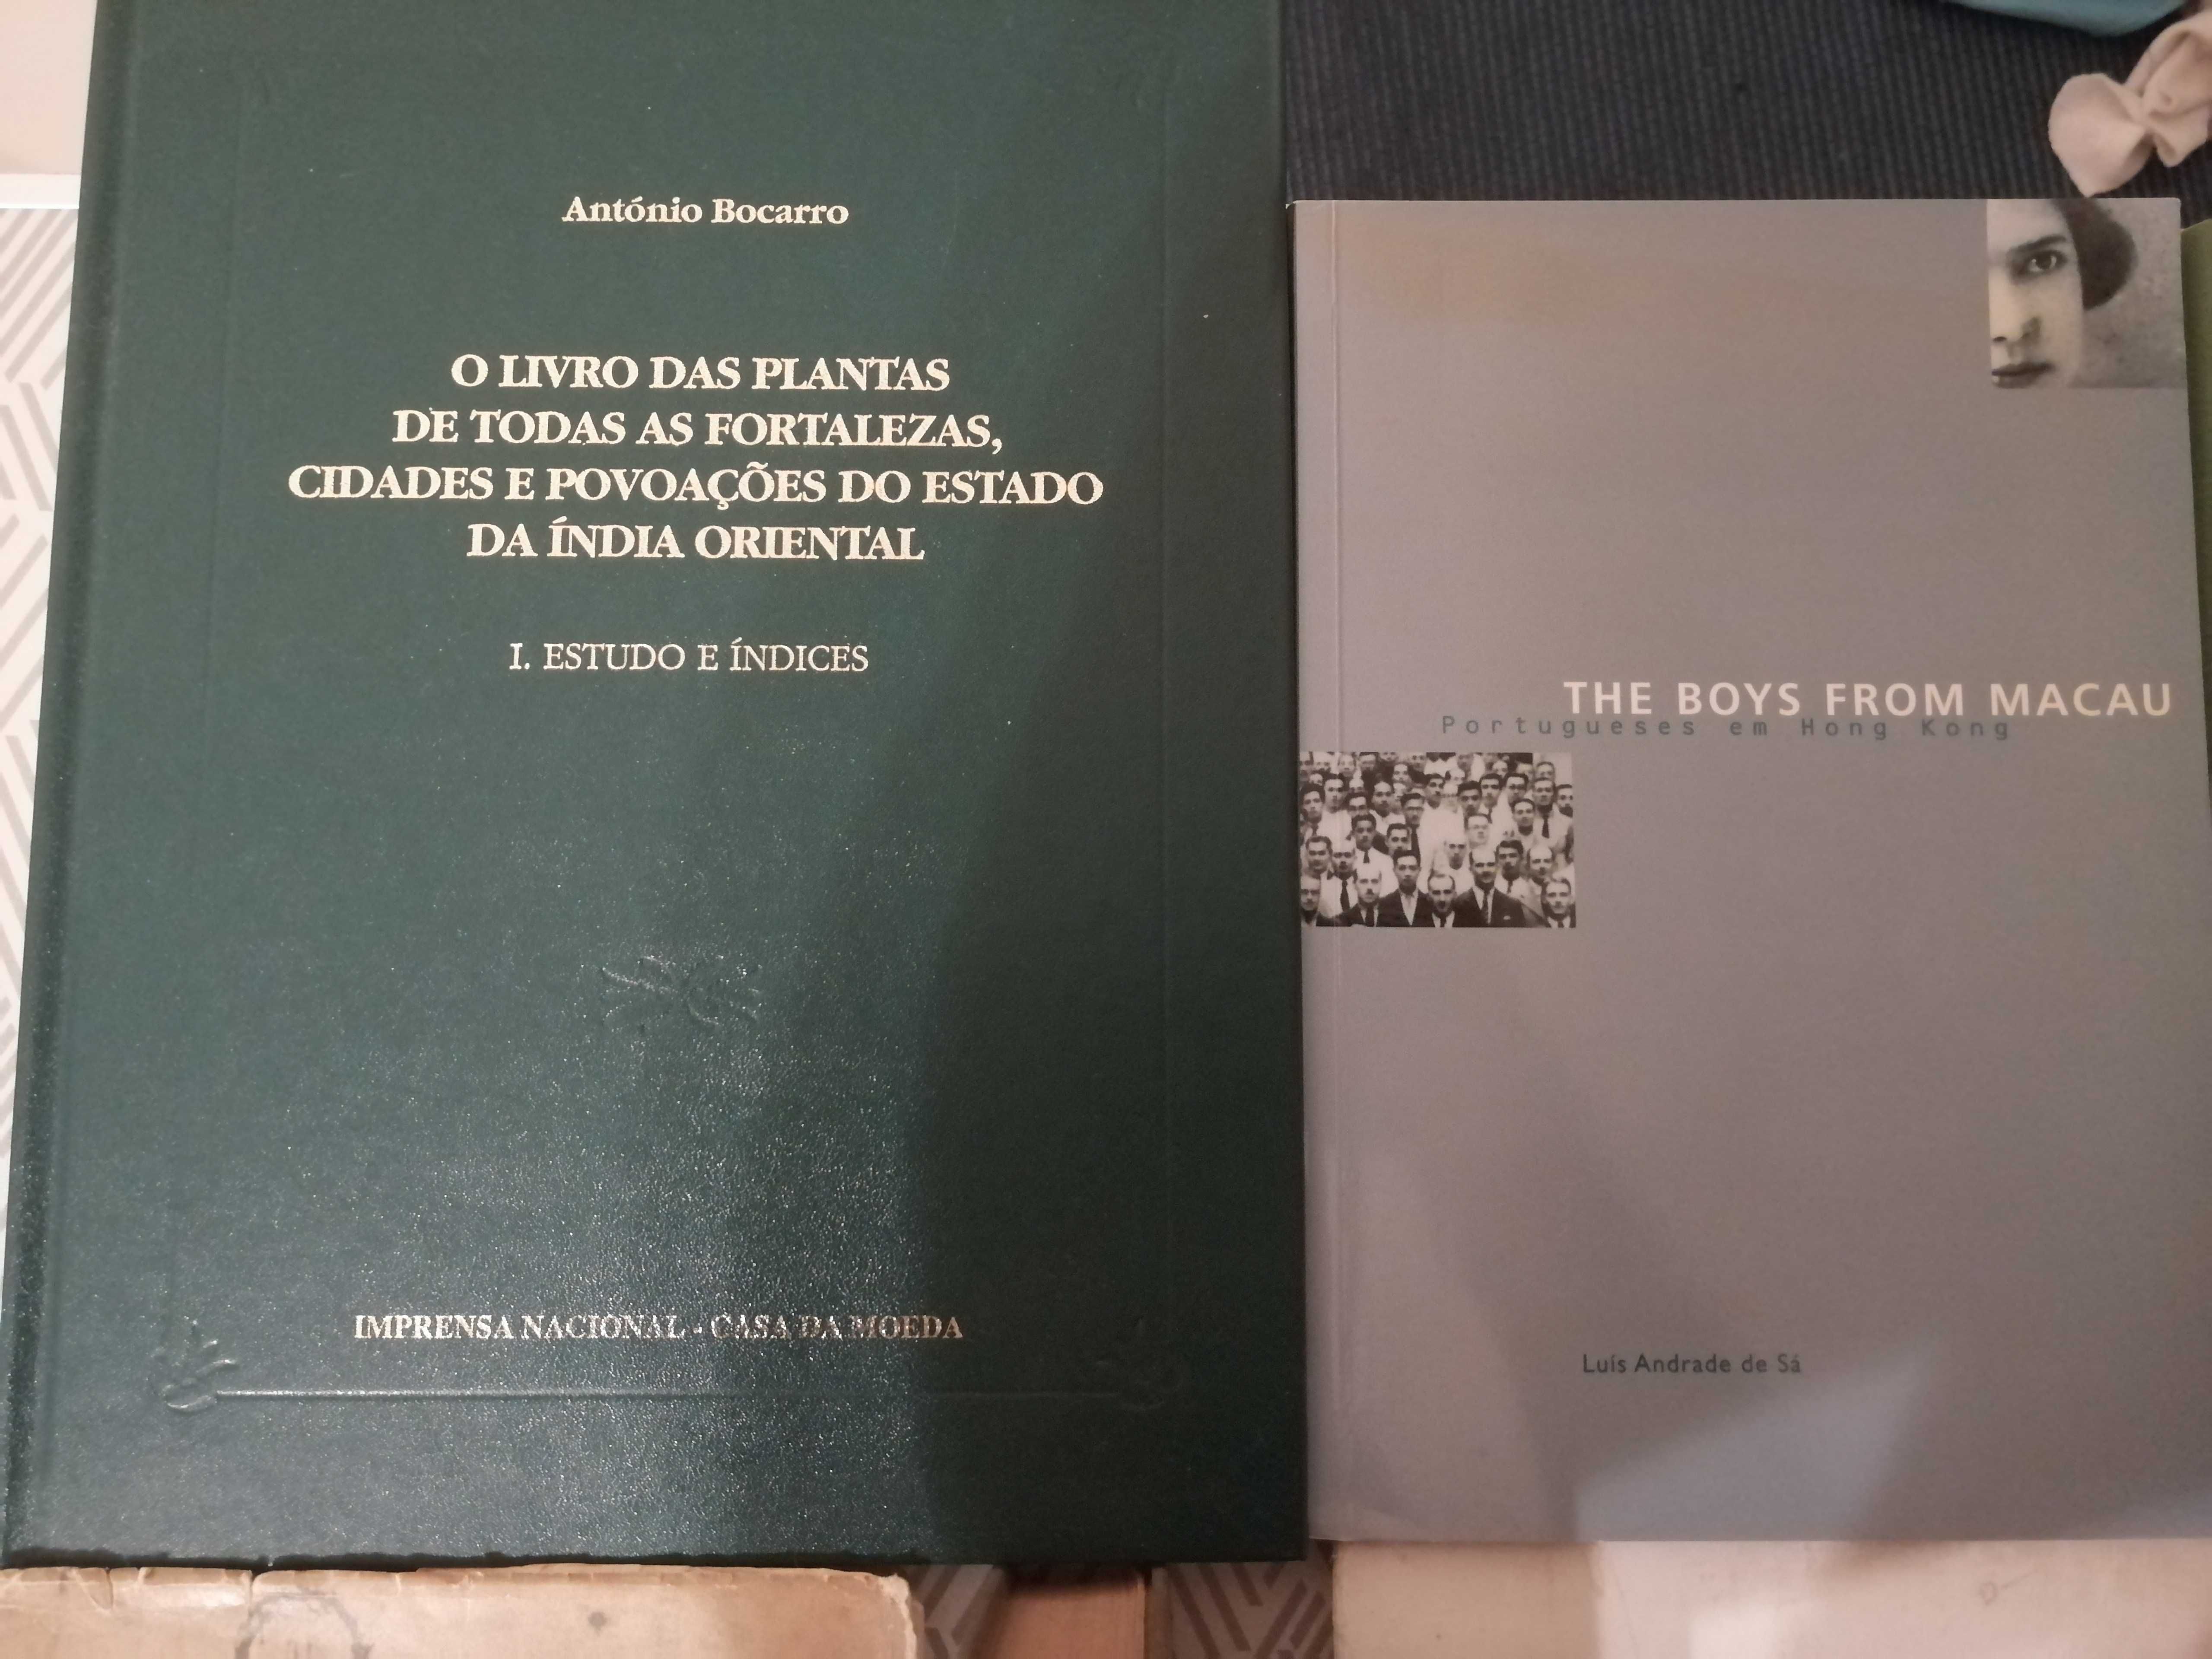 António Bocarro
O LIVRO DAS PLANTAS
DE TODAS AS FORTALEZAS,
CIDADES E POVOAÇÕES DO ESTADO
DA ÍNDIA ORIENTAL
I. ESTUDO E ÍNDICES
IMPRENSA NACIONAL - CASA DA MOEDA
THE BOYS FROM MACAU
Portugueses em Hong Kong
Luís Andrade de Sá